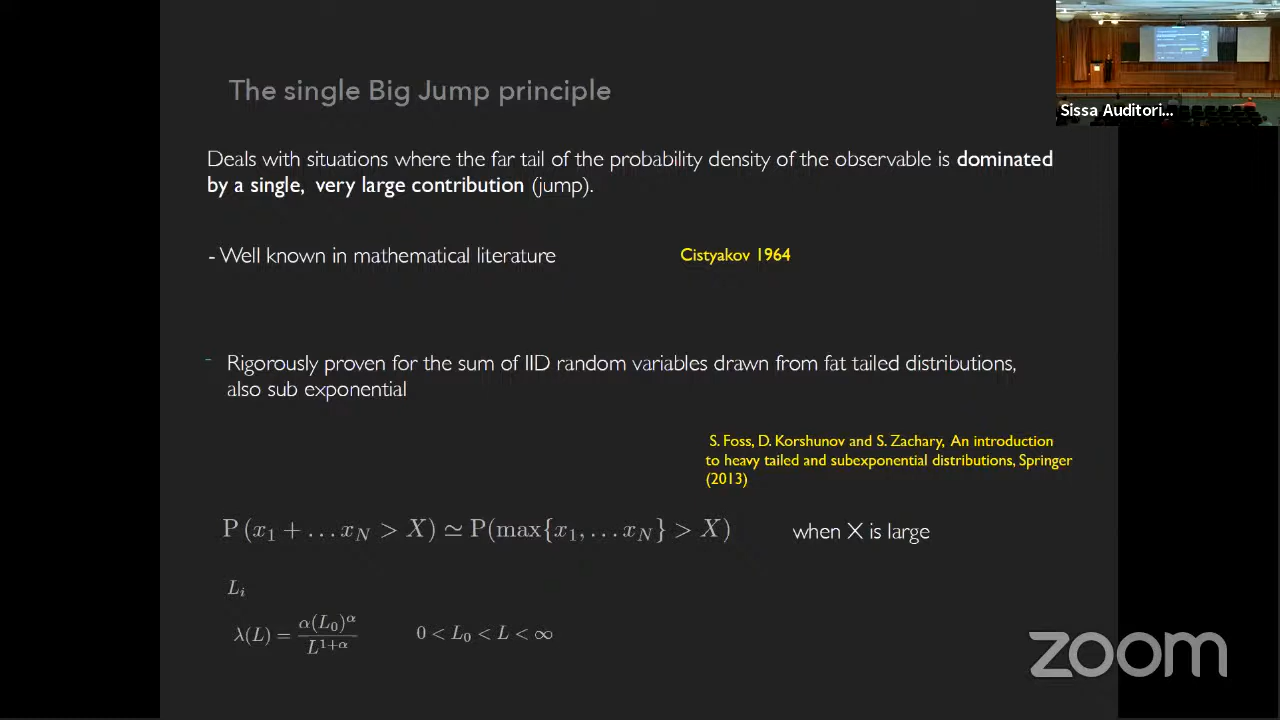 The single Big Jump principle
Sissa Auditori...
Deals with situations where the far tail of the probability density of the observable is dominated
by a single, very large contribution (jump).
- Well known in mathematical literature
Cistyakov 1964
- Rigorously proven for the sum of IID random variables drawn from fat tailed distributions,
also sub exponential
S. Foss, D. Korshunov and S. Zachary, An introduction
to heavy tailed and subexponential distributions, Springer
(2013)
P (x₁ + … x_N > X) ≃ P(max{x₁, … x_N} > X) when X is large
L_i
λ(L) = α(L₀)^α / L^{1+α} 0 < L₀ < L < ∞
zoom